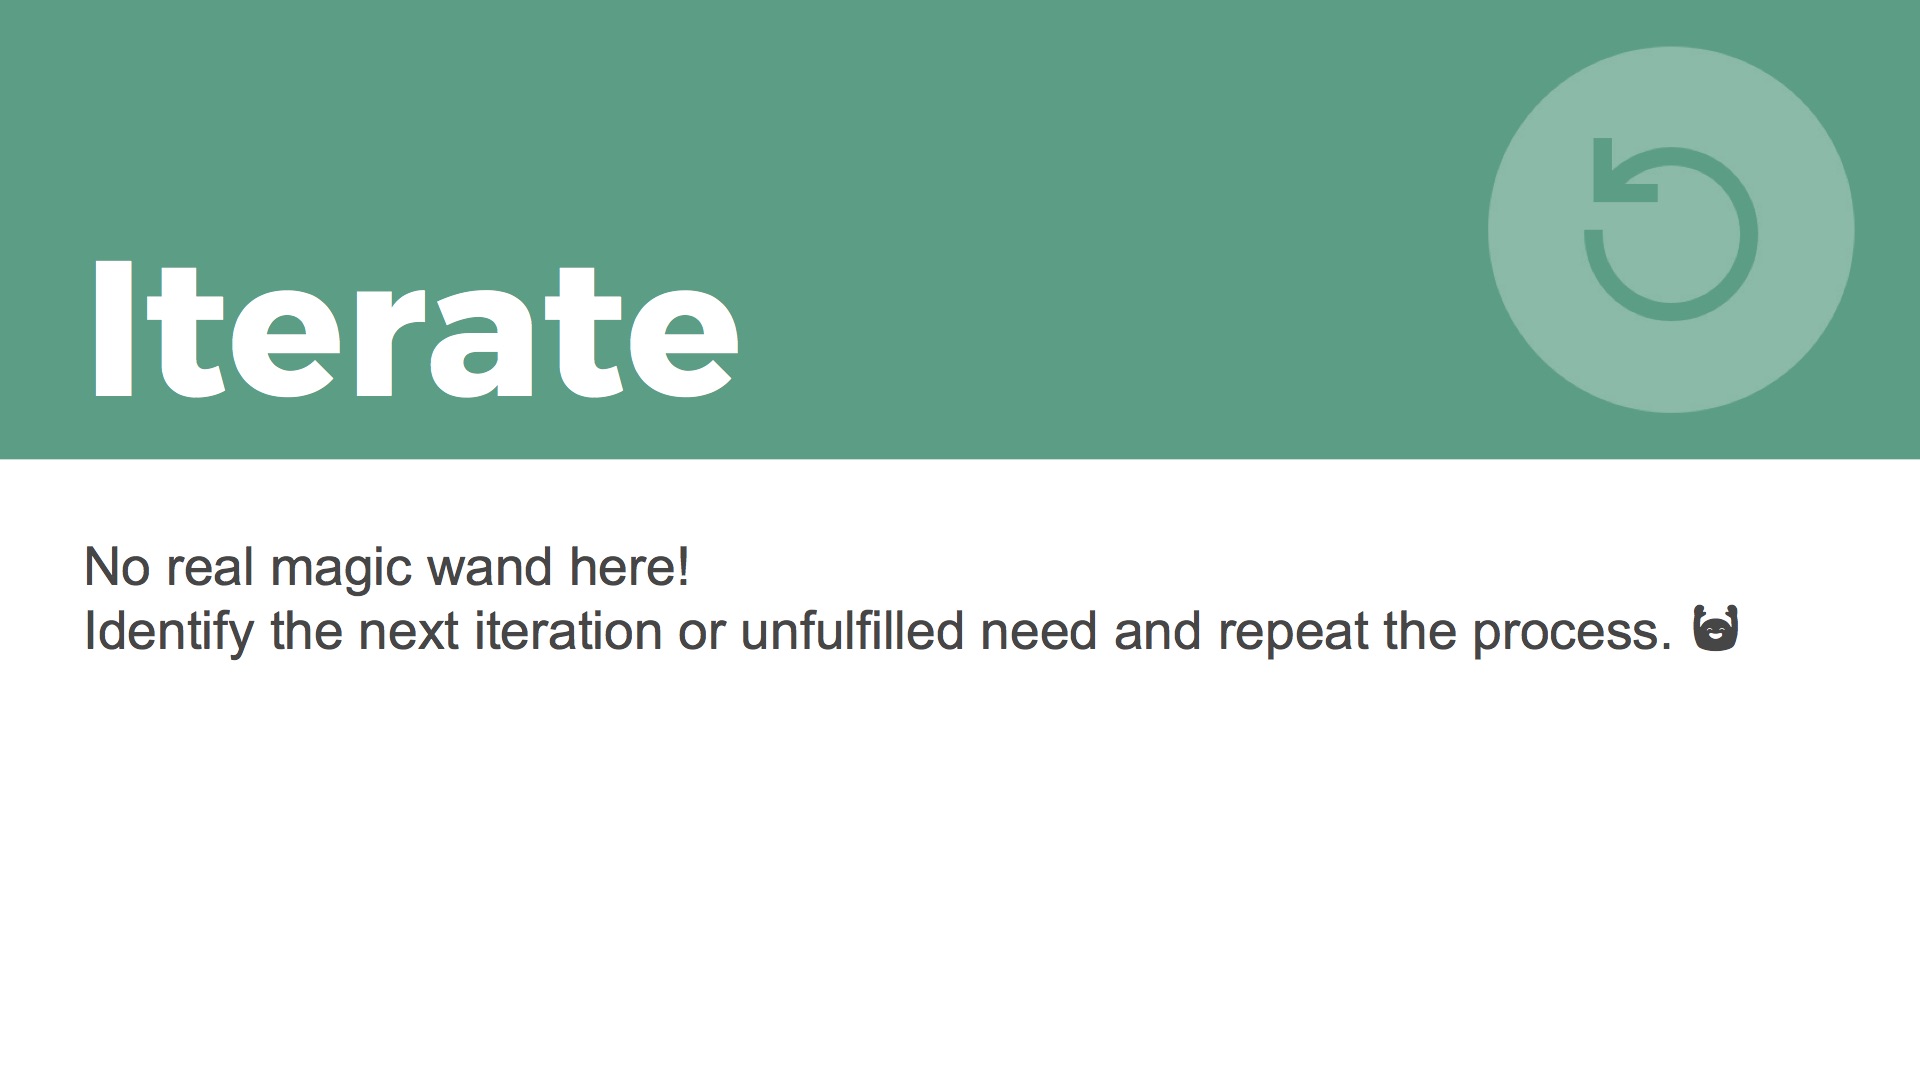 Iterate
No real magic wand here!
Identify the next iteration or unfulfilled need and repeat the process. 🙌